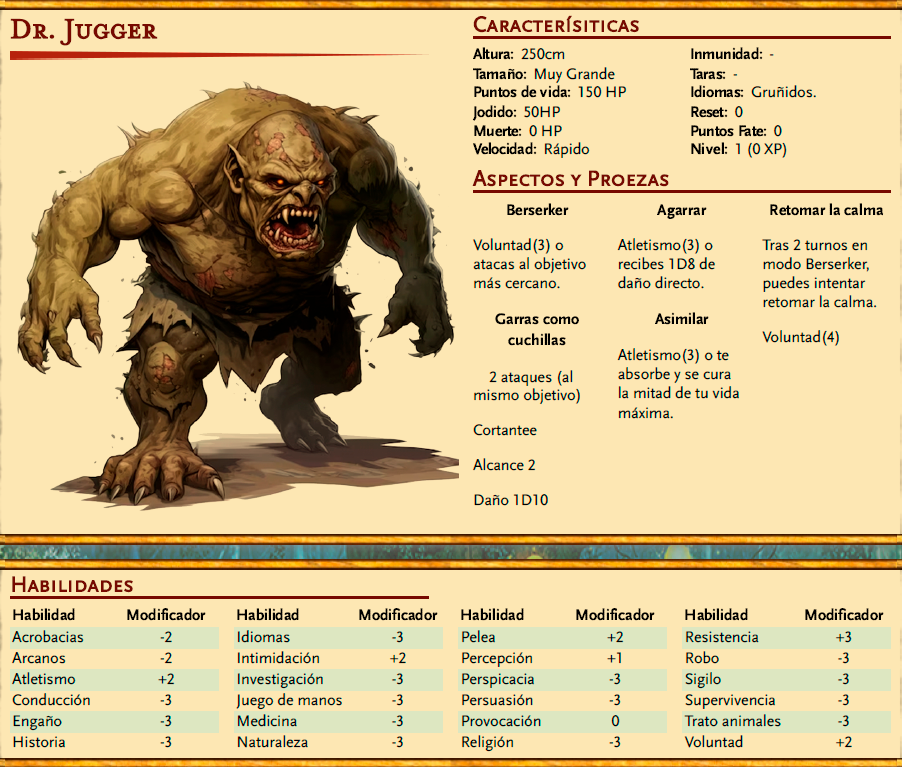 Dr. Jugger
Caracterísiticas
Altura: 250cm
Tamaño: Muy Grande
Puntos de vida: 150 HP
Jodido: 50HP
Muerte: 0 HP
Velocidad: Rápido
Inmunidad: -
Taras: -
Idiomas: Gruñidos.
Reset: 0
Puntos Fate: 0
Nivel: 1 (0 XP)
Aspectos y Proezas
Berserker
Voluntad(3) o
atacas al objetivo
más cercano.
Garras como
cuchillas
2 ataques (al
mismo objetivo)
Cortantee
Alcance 2
Daño 1D10
Agarrar
Atletismo(3) o
recibes 1D8 de
daño directo.
Asimilar
Atletismo(3) o te
absorbe y se cura
la mitad de tu vida
máxima.
Retomar la calma
Tras 2 turnos en
modo Berserker,
puedes intentar
retomar la calma.
Voluntad(4)
Habilidades
Habilidad Modificador
Acrobacias -2
Arcanos -2
Atletismo +2
Conducción -3
Engaño -3
Historia -3
Habilidad Modificador
Idiomas -3
Intimidación +2
Investigación -3
Juego de manos -3
Medicina -3
Naturaleza -3
Habilidad Modificador
Pelea +2
Percepción +1
Perspicacia -3
Persuasión -3
Provocación 0
Religión -3
Habilidad Modificador
Resistencia +3
Robo -3
Sigilo -3
Supervivencia -3
Trato animales -3
Voluntad +2